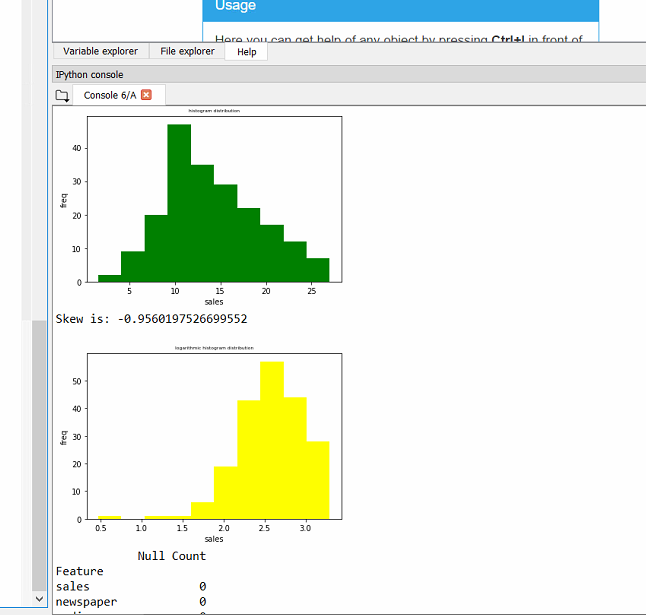 Usage
Here you can get help of any object by pressing Ctrl+I in front of
Variable explorer File explorer Help
IPython console
Console 6/A
histogram distribution
40
30
20
10
0
freq
5 10 15 20 25
sales
Skew is: -0.9560197526699552
logarithmic histogram distribution
50
40
30
20
10
0
freq
0.5 1.0 1.5 2.0 2.5 3.0
sales
Null Count
Feature
sales 0
newspaper 0